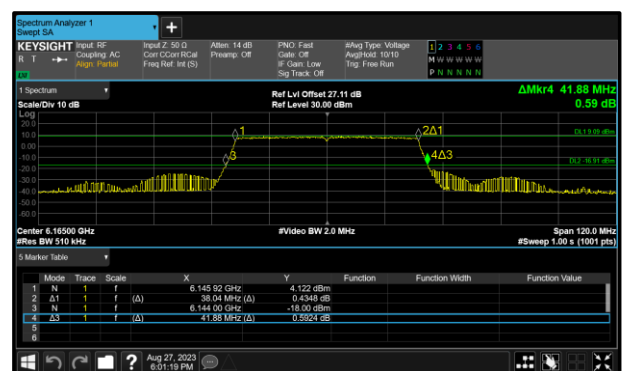 Spectrum Analyzer 1
Swept SA
KEYSIGHT Input: RF Input Z: 50 Ω Atten: 14 dB PNO: Fast #Avg Type: Voltage 1 2 3 4 5 6
R T Coupling: AC Corr CCorr RCal Preamp: Off Gate: Off Avg|Hold: 10/10 M W W W W W
Align: Partial Freq Ref: Int (S) IF Gain: Low Trig: Free Run
Sig Track: Off P N N N N N
1 Spectrum Ref Lvl Offset 27.11 dB ΔMkr4 41.88 MHz
Scale/Div 10 dB Ref Level 30.00 dBm 0.59 dB
Log
20.0
10.0
0.00
-10.0
-20.0
-30.0
-40.0
-50.0
-60.0
1
2Δ1
DL1 9.09 dBm
3
4Δ3
DL2 -16.91 dBm
Center 6.16500 GHz #Video BW 2.0 MHz Span 120.0 MHz
#Res BW 510 kHz #Sweep 1.00 s (1001 pts)
5 Marker Table
Mode Trace Scale X Y Function Function Width Function Value
1 N 1 f 6.145 92 GHz 4.122 dBm
2 Δ1 1 f (Δ) 38.04 MHz (Δ) 0.4348 dB
3 N 1 f 6.144 00 GHz -18.00 dBm
4 Δ3 1 f (Δ) 41.88 MHz (Δ) 0.5924 dB
5
6
Aug 27, 2023
6:01:19 PM